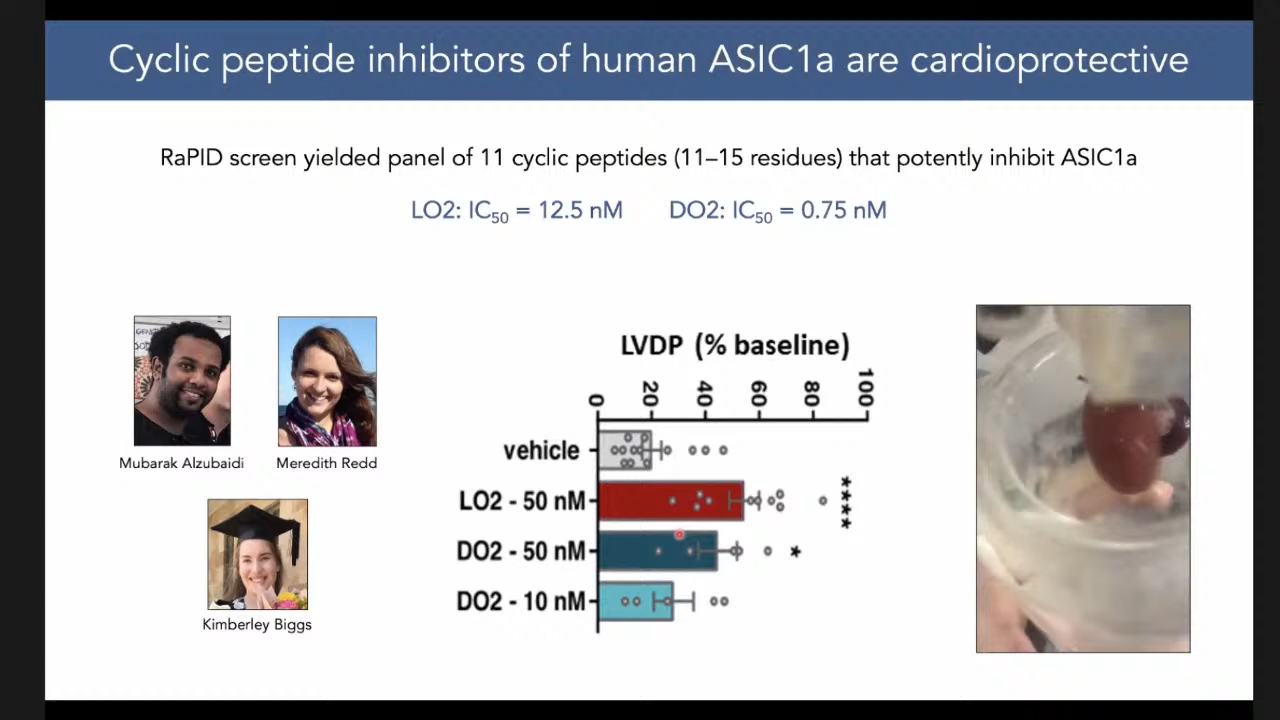 Cyclic peptide inhibitors of human ASIC1a are cardioprotective
RaPID screen yielded panel of 11 cyclic peptides (11–15 residues) that potently inhibit ASIC1a
LO2: IC50 = 12.5 nM DO2: IC50 = 0.75 nM
Mubarak Alzubaidi
Meredith Redd
Kimberley Biggs
LVDP (% baseline)
0 20 40 60 80 100
vehicle
LO2 - 50 nM ****
DO2 - 50 nM *
DO2 - 10 nM